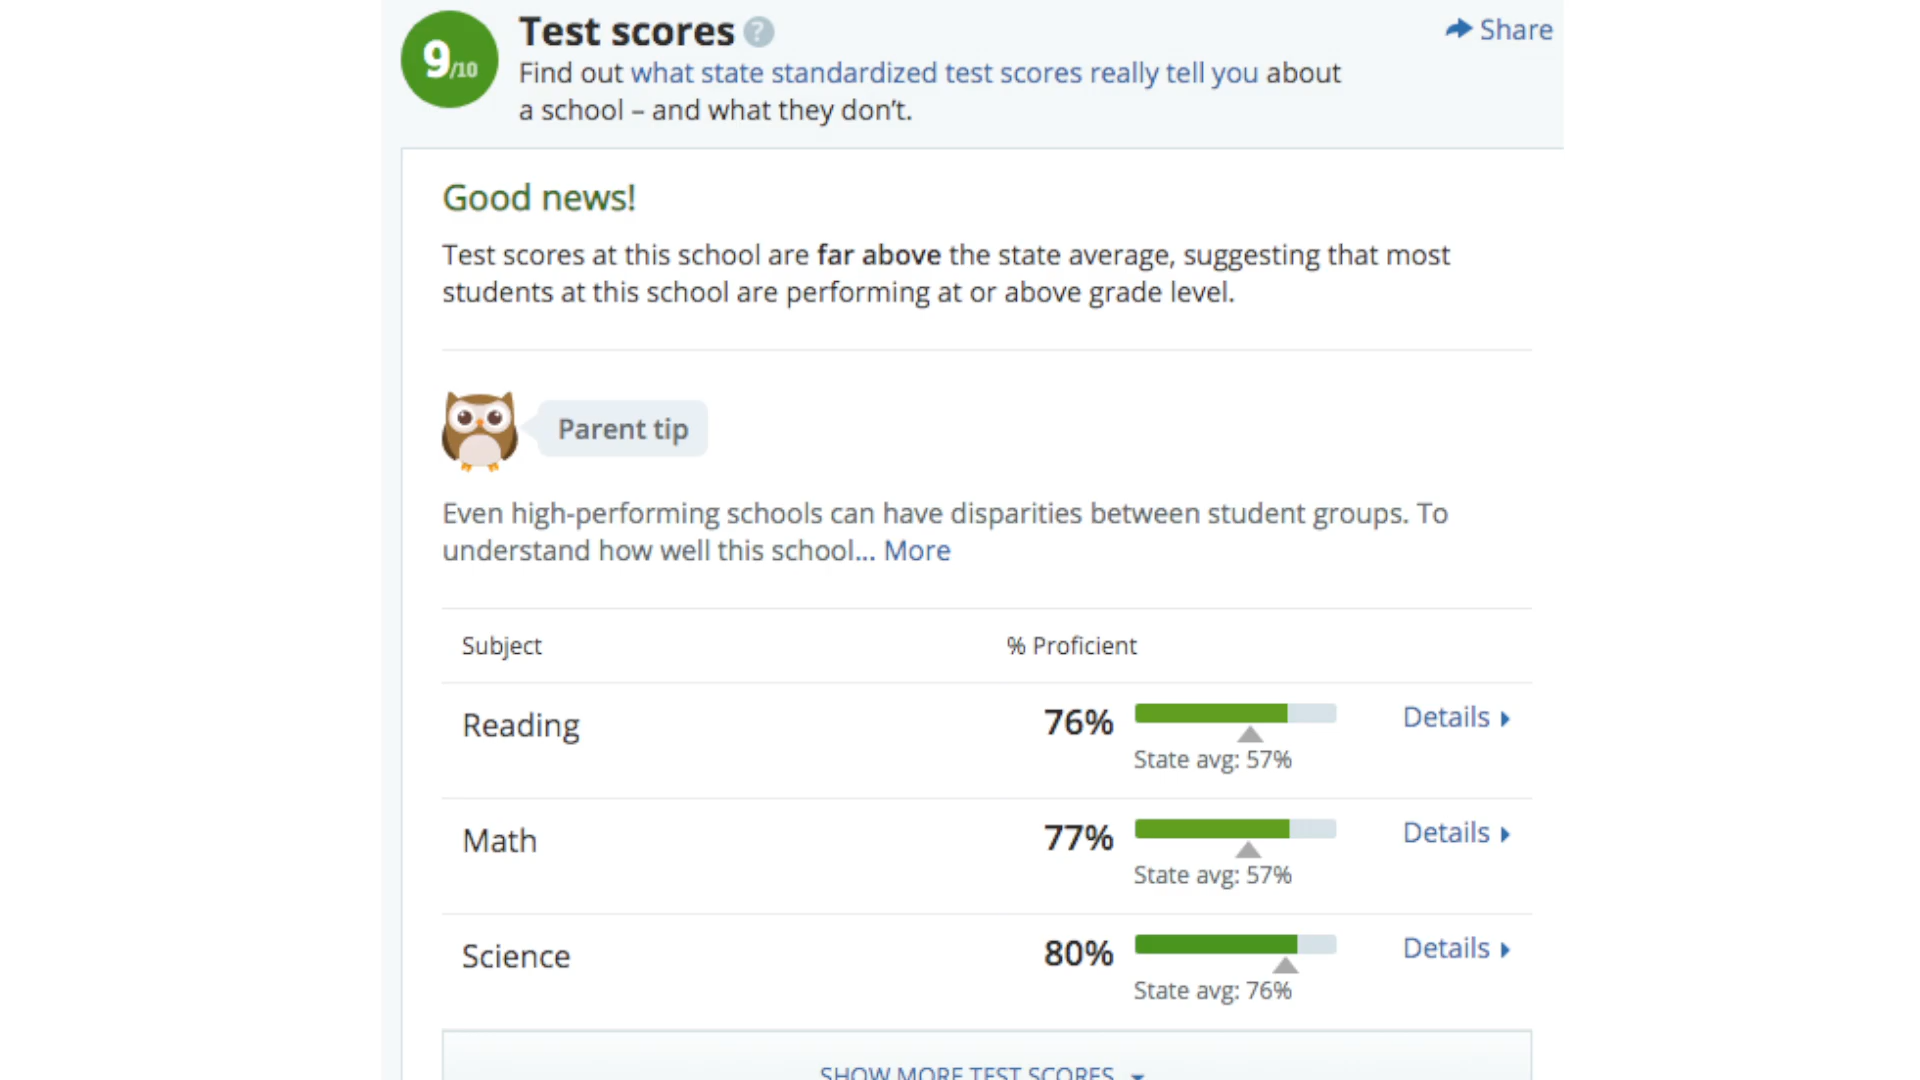 9/10
Test scores ?
Share
Find out what state standardized test scores really tell you about
a school – and what they don't.
Good news!
Test scores at this school are far above the state average, suggesting that most
students at this school are performing at or above grade level.
Parent tip
Even high-performing schools can have disparities between student groups. To
understand how well this school... More
Subject % Proficient
Reading 76% Details
State avg: 57%
Math 77% Details
State avg: 57%
Science 80% Details
State avg: 76%
SHOW MORE TEST SCORES